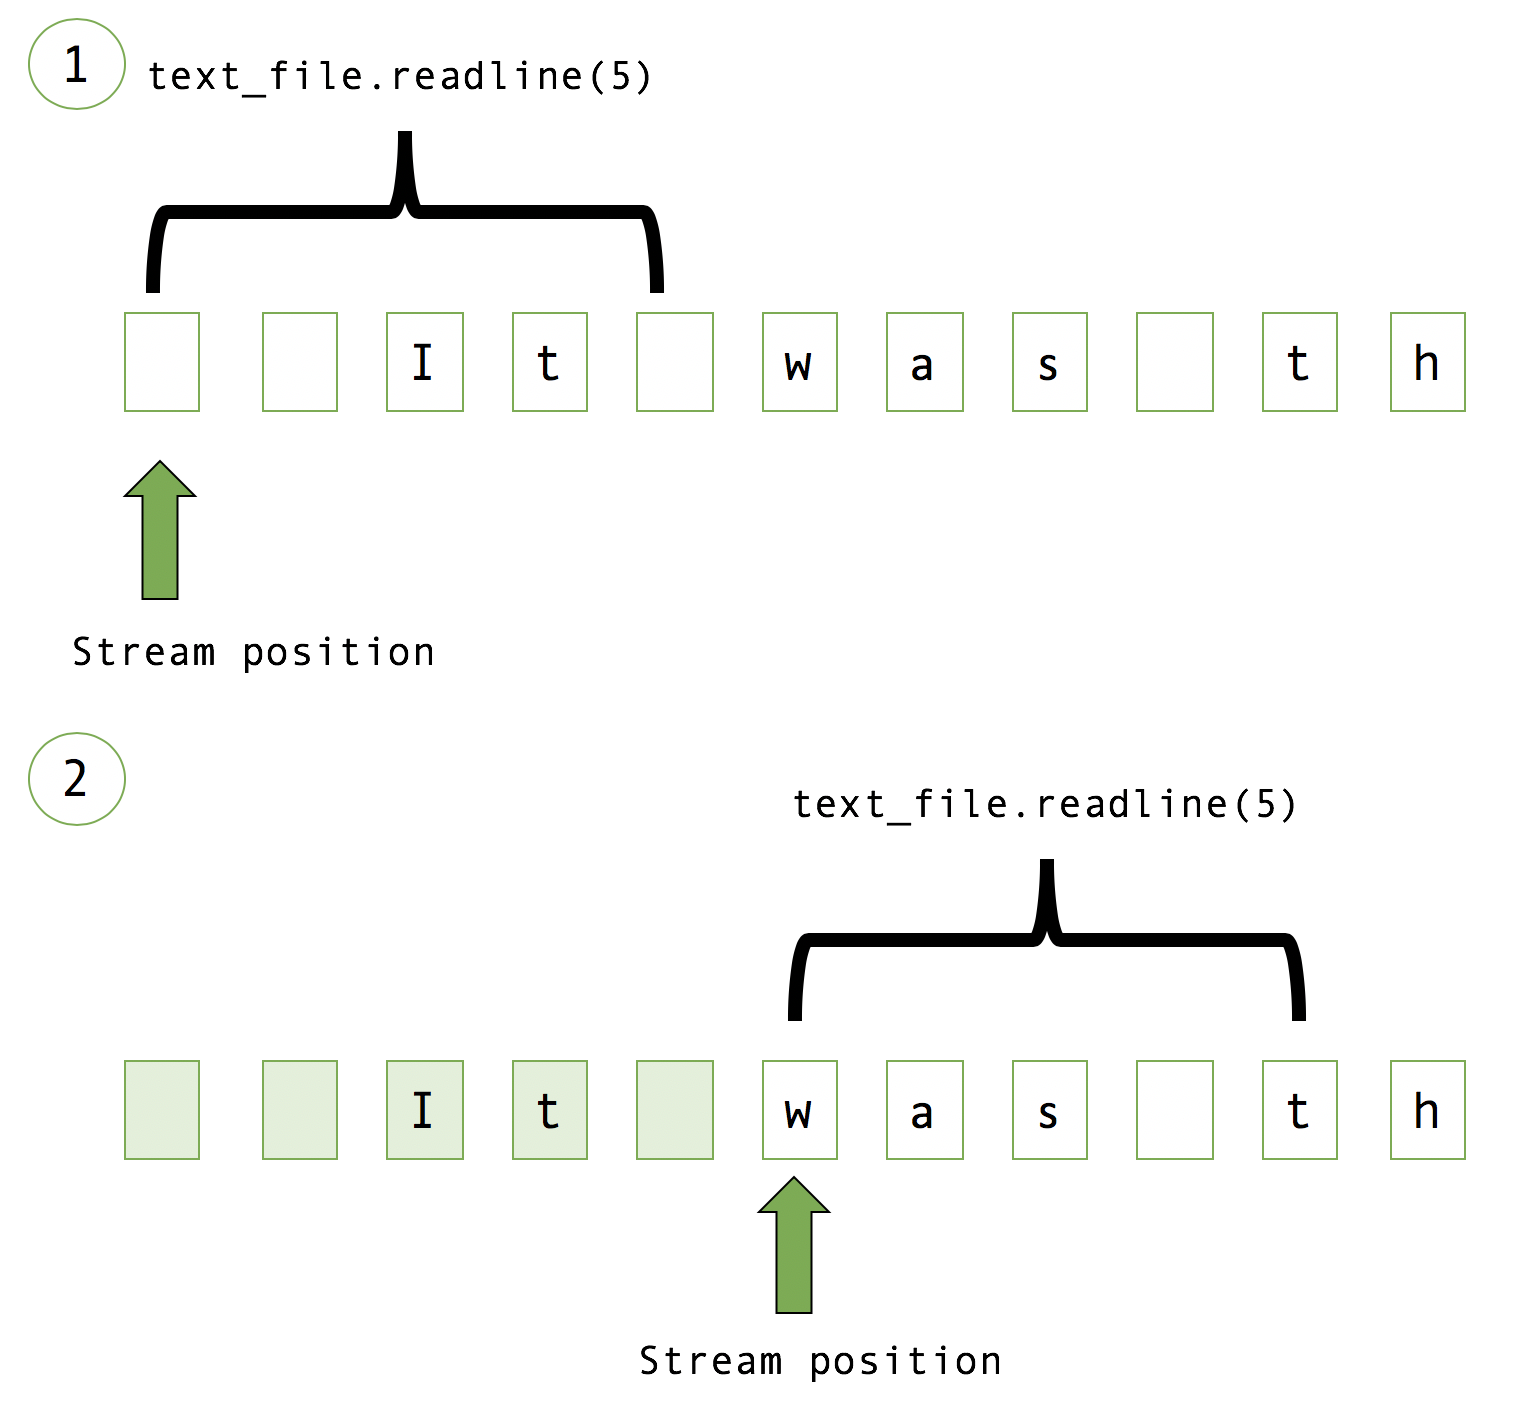 1
text_file.readline(5)
I t w a s t h
Stream position
2
text_file.readline(5)
I t w a s t h
Stream position